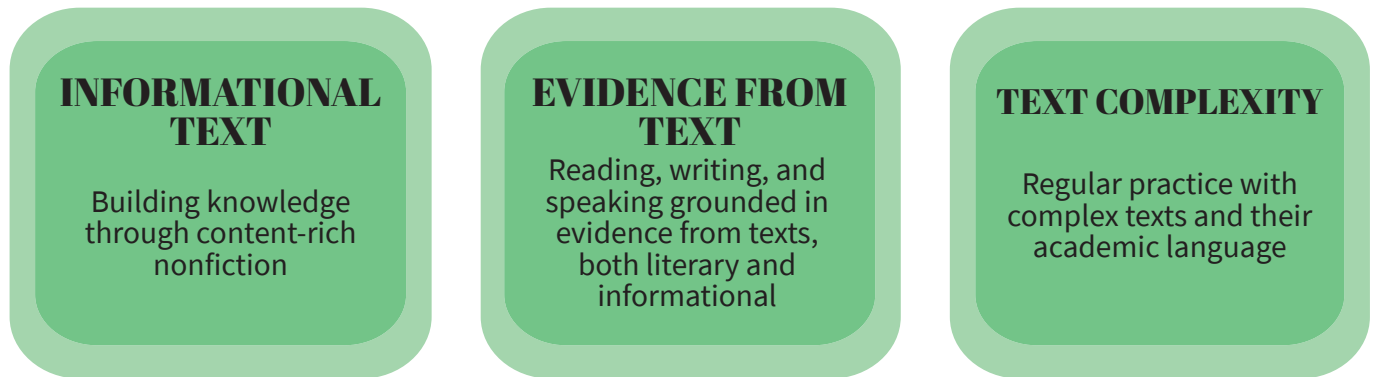 INFORMATIONAL
TEXT
Building knowledge
through content-rich
nonfiction
EVIDENCE FROM
TEXT
Reading, writing, and
speaking grounded in
evidence from texts,
both literary and
informational
TEXT COMPLEXITY
Regular practice with
complex texts and their
academic language